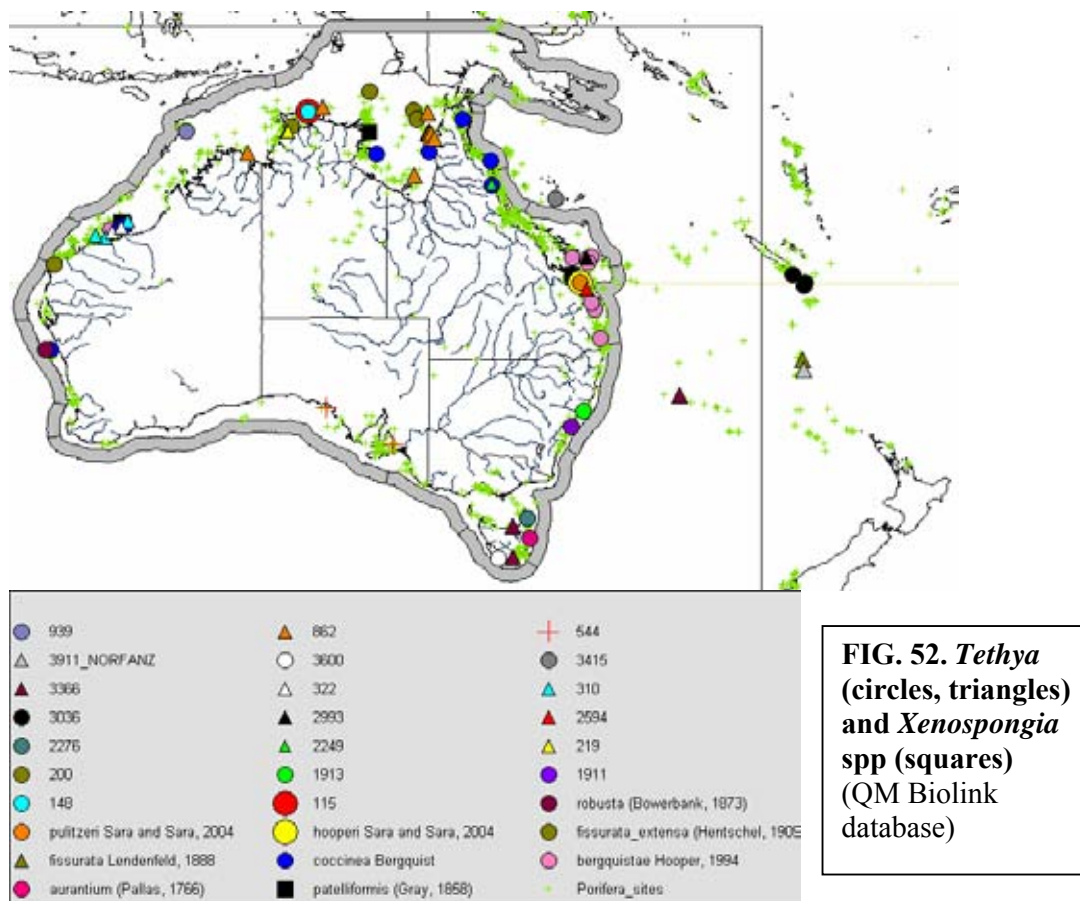 939 862 544
3911_NORFANZ 3600 3415
3366 322 310
3036 2993 2594
2276 2249 219
200 1913 1911
148 115 robusta (Bowerbank, 1873)
pulitzeri Sara and Sara, 2004 hooperi Sara and Sara, 2004 fissurata_extensa (Hentschel, 1909
fissurata Lendenfeld, 1888 coccinea Bergquist bergquistae Hooper, 1994
aurantium (Pallas, 1766) patelliformis (Gray, 1858) Porifera_sites
FIG. 52. Tethya
(circles, triangles)
and Xenospongia
spp (squares)
(QM Biolink
database)